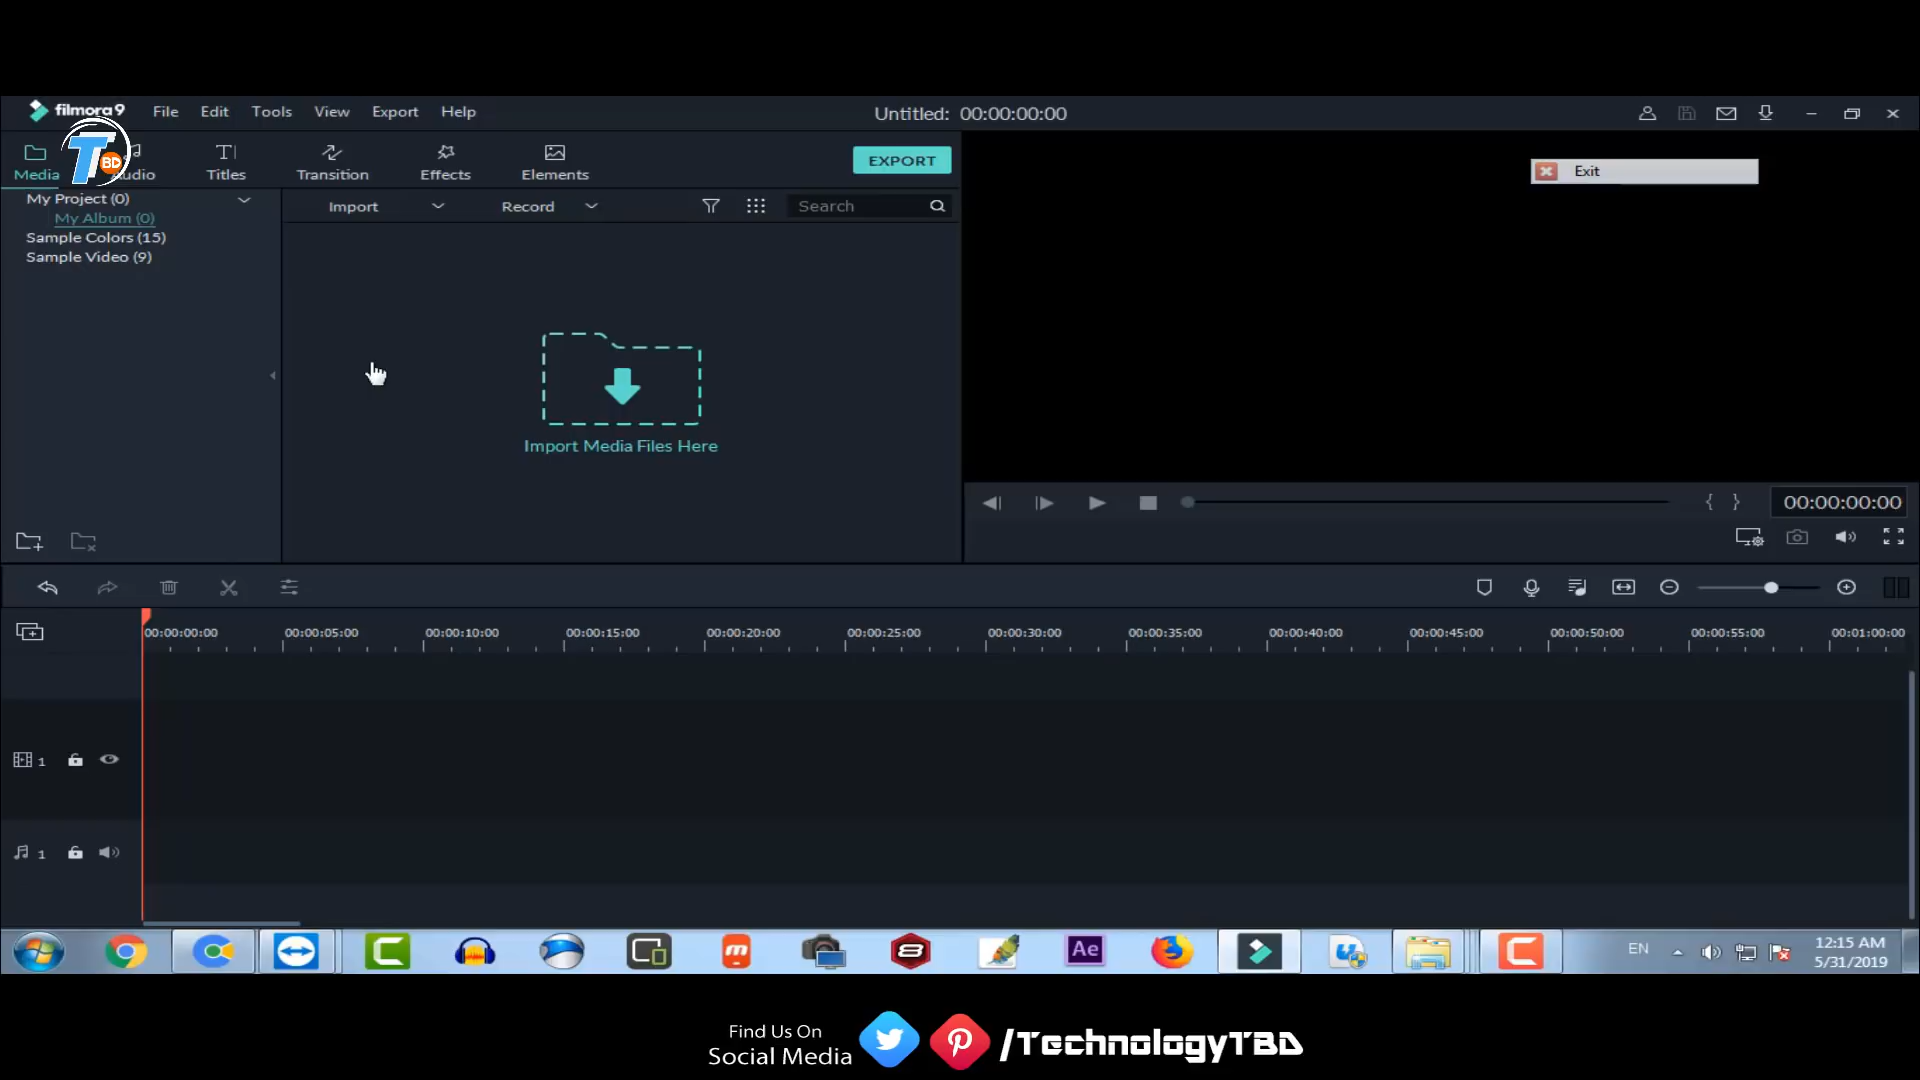 filmora9 File Edit Tools View Export Help
Untitled: 00:00:00:00
T BD
Media Audio Titles Transition Effects Elements
EXPORT
Exit
My Project (0)
My Album (0)
Sample Colors (15)
Sample Video (9)
Import Record Search
Import Media Files Here
{ } 00:00:00:00
00:00:00:00 00:00:05:00 00:00:10:00 00:00:15:00 00:00:20:00 00:00:25:00 00:00:30:00 00:00:35:00 00:00:40:00 00:00:45:00 00:00:50:00 00:00:55:00 00:01:00:00
1
1
Ae
EN
12:15 AM
5/31/2019
Find Us On
Social Media
/TechnologyTBD